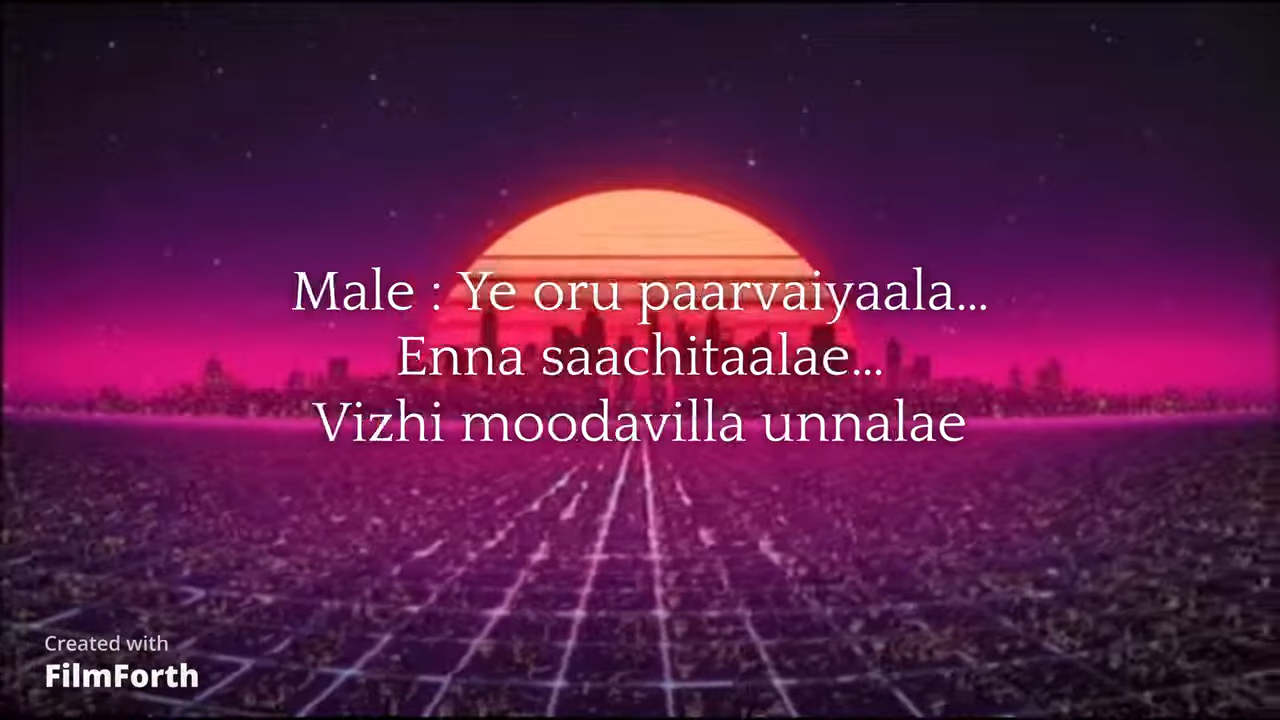 Male : Ye oru paarvaiyaala...
Enna saachitaalae...
Vizhi moodavilla unnalae
Created with
FilmForth